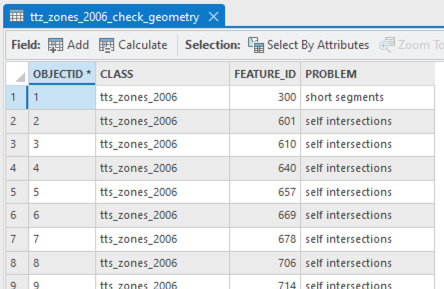 ttz_zones_2006_check_geometry
Field: Add Calculate Selection: Select By Attributes Zoom To
OBJECTID * CLASS FEATURE_ID PROBLEM
1 1 tts_zones_2006 300 short segments
2 2 tts_zones_2006 601 self intersections
3 3 tts_zones_2006 610 self intersections
4 4 tts_zones_2006 640 self intersections
5 5 tts_zones_2006 657 self intersections
6 6 tts_zones_2006 669 self intersections
7 7 tts_zones_2006 678 self intersections
8 8 tts_zones_2006 706 self intersections
9 9 tts_zones_2006 714 self intersections